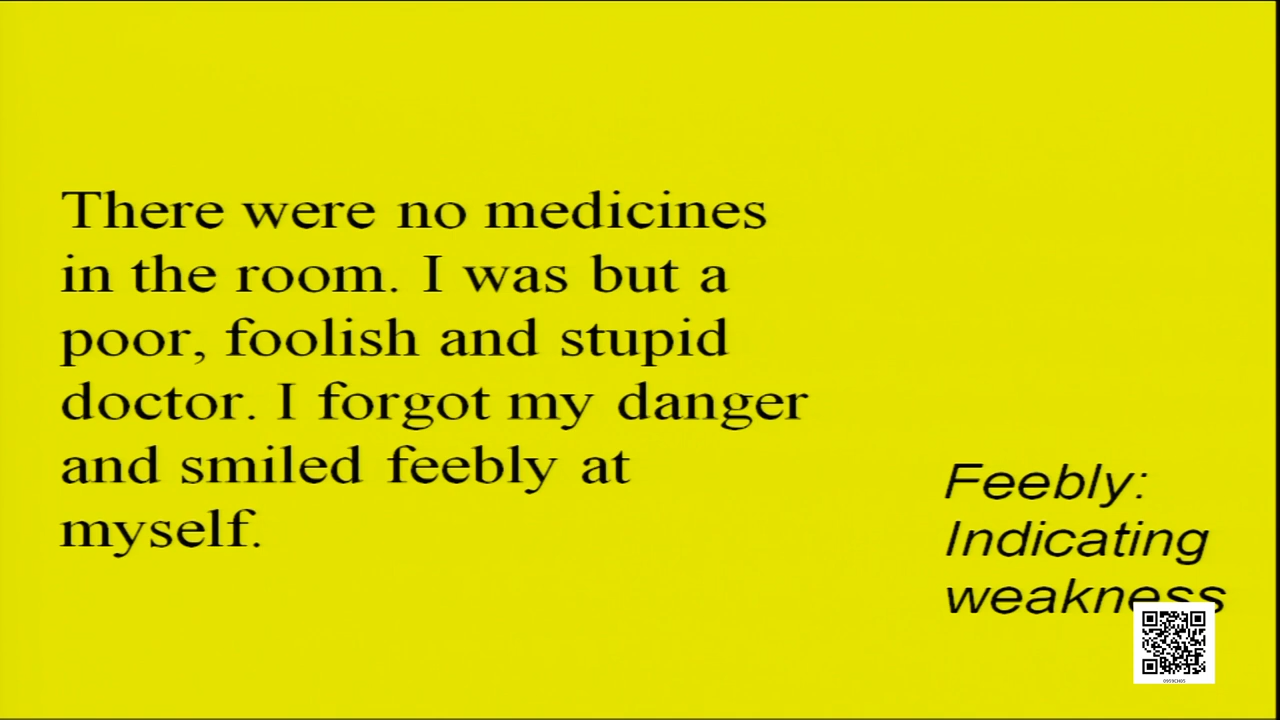 There were no medicines
in the room. I was but a
poor, foolish and stupid
doctor. I forgot my danger
and smiled feebly at
myself.
Feebly:
Indicating
weakness
0959CH05